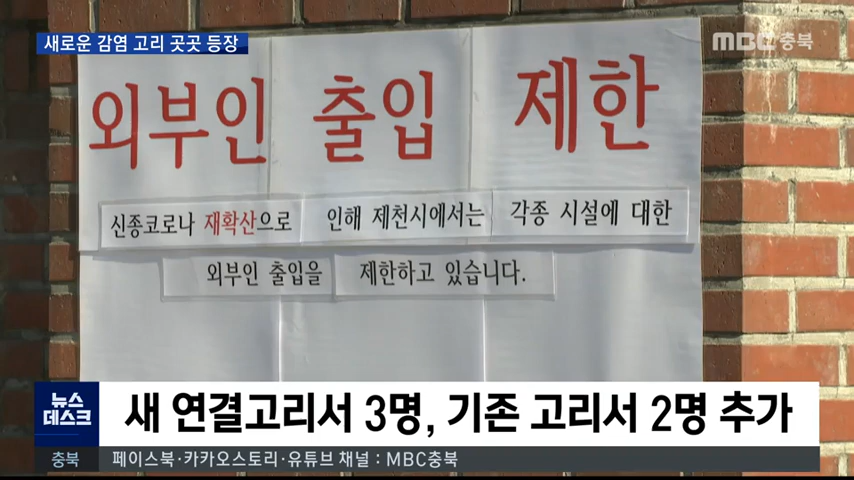 새로운 감염 고리 곳곳 등장
MBC충북
외부인 출입 제한
신종코로나 재확산으로 인해 제천시에서는 각종 시설에 대한
외부인 출입을 제한하고 있습니다.
뉴스
데스크
새 연결고리서 3명, 기존 고리서 2명 추가
충북
페이스북·카카오스토리·유튜브 채널 : MBC충북